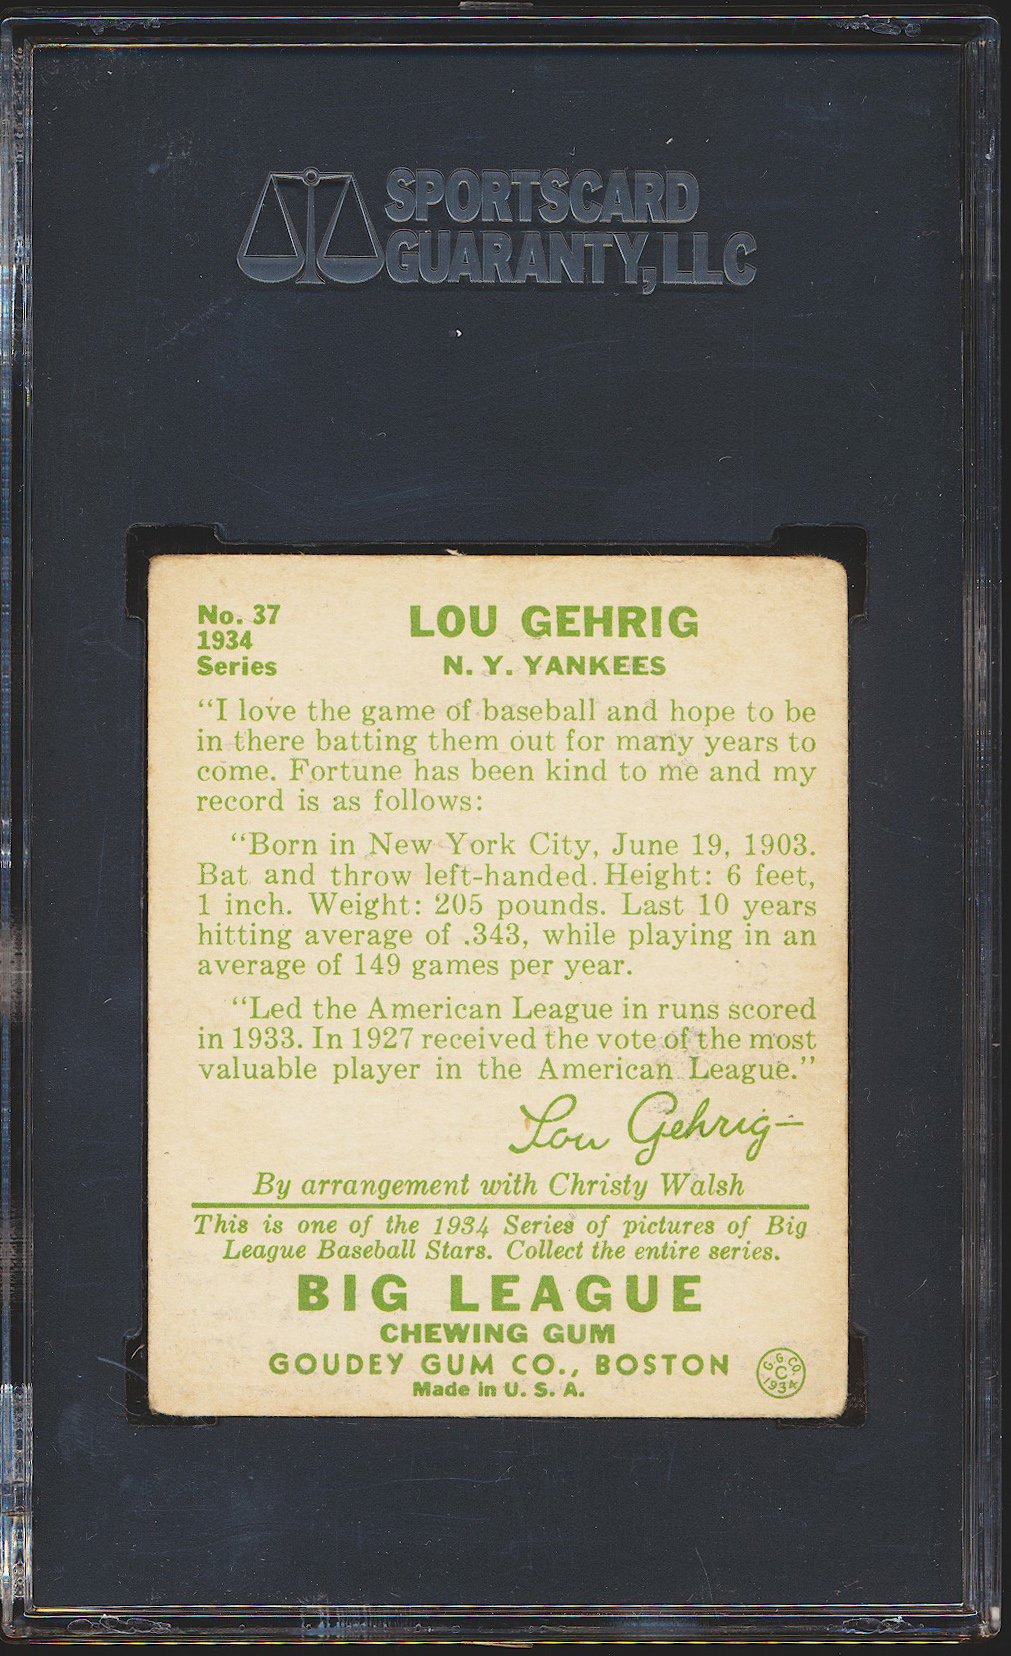 SPORTSCARD
GUARANTY, LLC
No. 37
1934
Series
LOU GEHRIG
N. Y. YANKEES
“I love the game of baseball and hope to be
in there batting them out for many years to
come. Fortune has been kind to me and my
record is as follows:
“Born in New York City, June 19, 1903.
Bat and throw left-handed. Height: 6 feet,
1 inch. Weight: 205 pounds. Last 10 years
hitting average of .343, while playing in an
average of 149 games per year.
“Led the American League in runs scored
in 1933. In 1927 received the vote of the most
valuable player in the American League.”
Lou Gehrig
By arrangement with Christy Walsh
This is one of the 1934 Series of pictures of Big
League Baseball Stars. Collect the entire series.
BIG LEAGUE
CHEWING GUM
GOUDEY GUM CO., BOSTON
Made in U. S. A.
G. G. CO.
C
1934